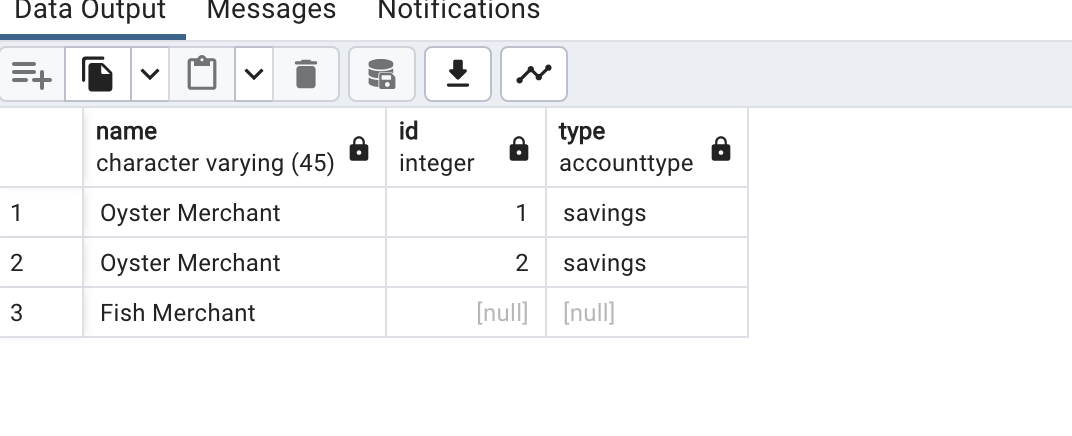 Data Output Messages Notifications
name id type
character varying (45) integer accounttype
1 Oyster Merchant 1 savings
2 Oyster Merchant 2 savings
3 Fish Merchant [null] [null]